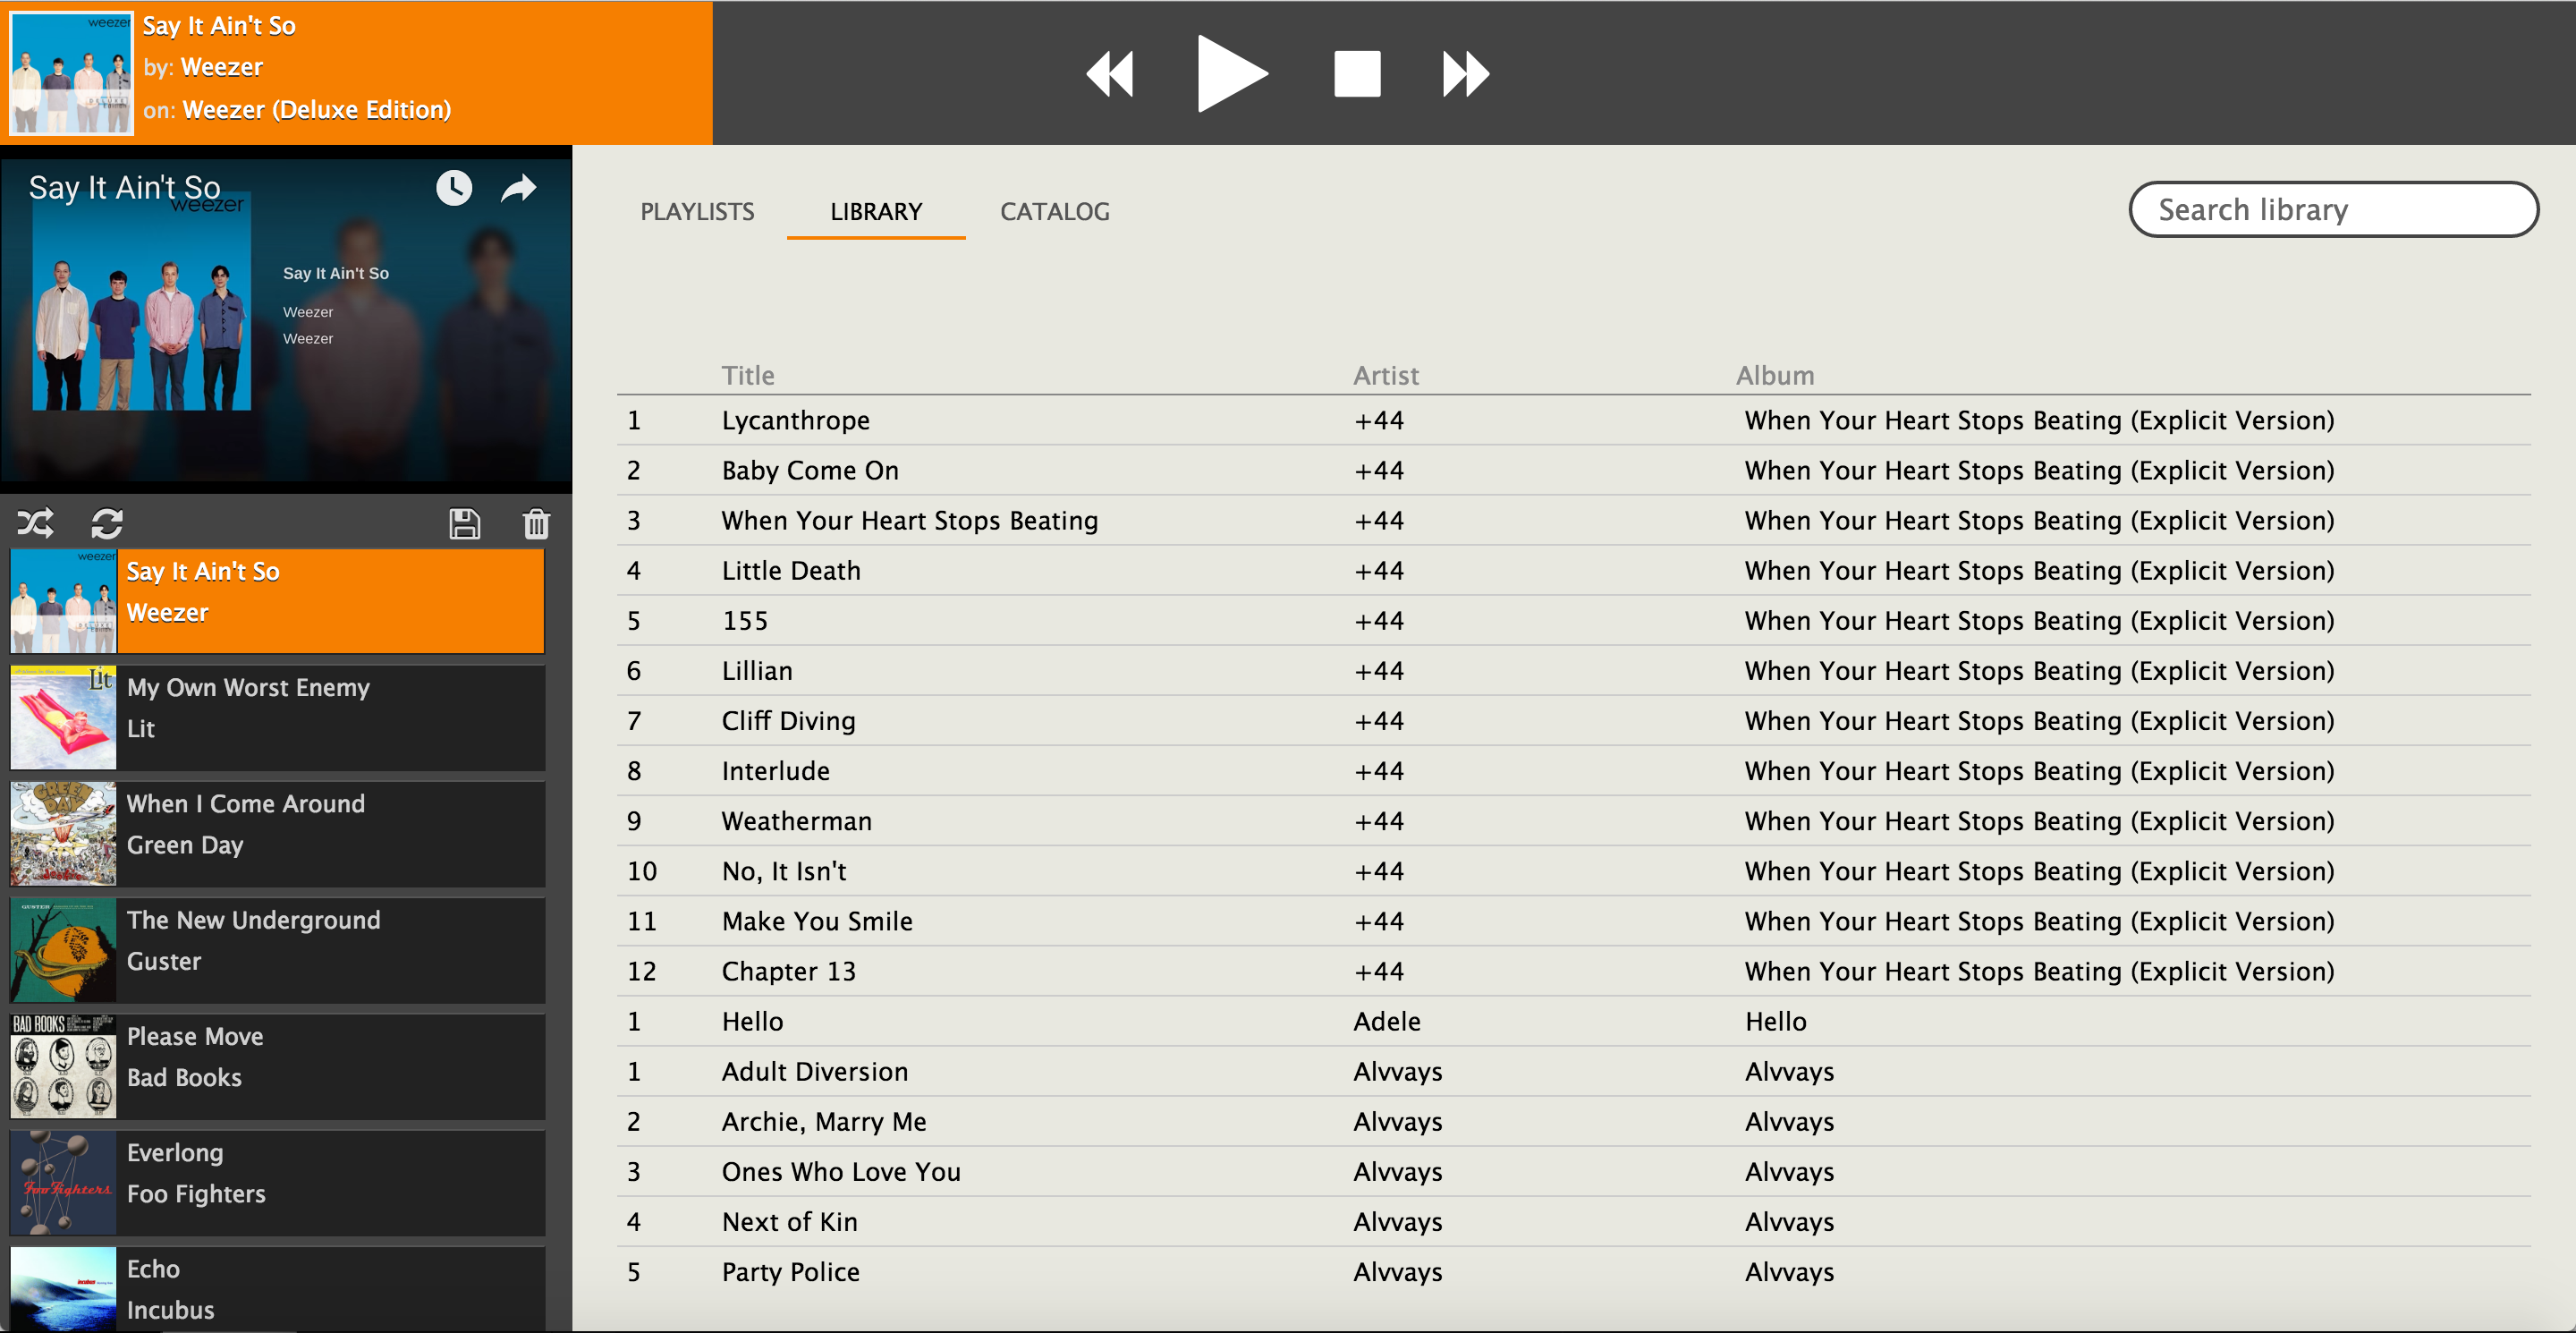 weezer
Say It Ain't So
by: Weezer
on: Weezer (Deluxe Edition)
Say It Ain't So
weezer
Say It Ain't So
Weezer
Weezer
PLAYLISTS LIBRARY CATALOG
Search library
Title Artist Album
1 Lycanthrope +44 When Your Heart Stops Beating (Explicit Version)
2 Baby Come On +44 When Your Heart Stops Beating (Explicit Version)
3 When Your Heart Stops Beating +44 When Your Heart Stops Beating (Explicit Version)
4 Little Death +44 When Your Heart Stops Beating (Explicit Version)
5 155 +44 When Your Heart Stops Beating (Explicit Version)
6 Lillian +44 When Your Heart Stops Beating (Explicit Version)
7 Cliff Diving +44 When Your Heart Stops Beating (Explicit Version)
8 Interlude +44 When Your Heart Stops Beating (Explicit Version)
9 Weatherman +44 When Your Heart Stops Beating (Explicit Version)
10 No, It Isn't +44 When Your Heart Stops Beating (Explicit Version)
11 Make You Smile +44 When Your Heart Stops Beating (Explicit Version)
12 Chapter 13 +44 When Your Heart Stops Beating (Explicit Version)
1 Hello Adele Hello
1 Adult Diversion Alvvays Alvvays
2 Archie, Marry Me Alvvays Alvvays
3 Ones Who Love You Alvvays Alvvays
4 Next of Kin Alvvays Alvvays
5 Party Police Alvvays Alvvays
weezer
Say It Ain't So
Weezer
Lit
My Own Worst Enemy
Lit
GREEN DAY
When I Come Around
Green Day
GUSTER
The New Underground
Guster
BAD BOOKS
Please Move
Bad Books
Foo Fighters
Everlong
Foo Fighters
incubus
Echo
Incubus